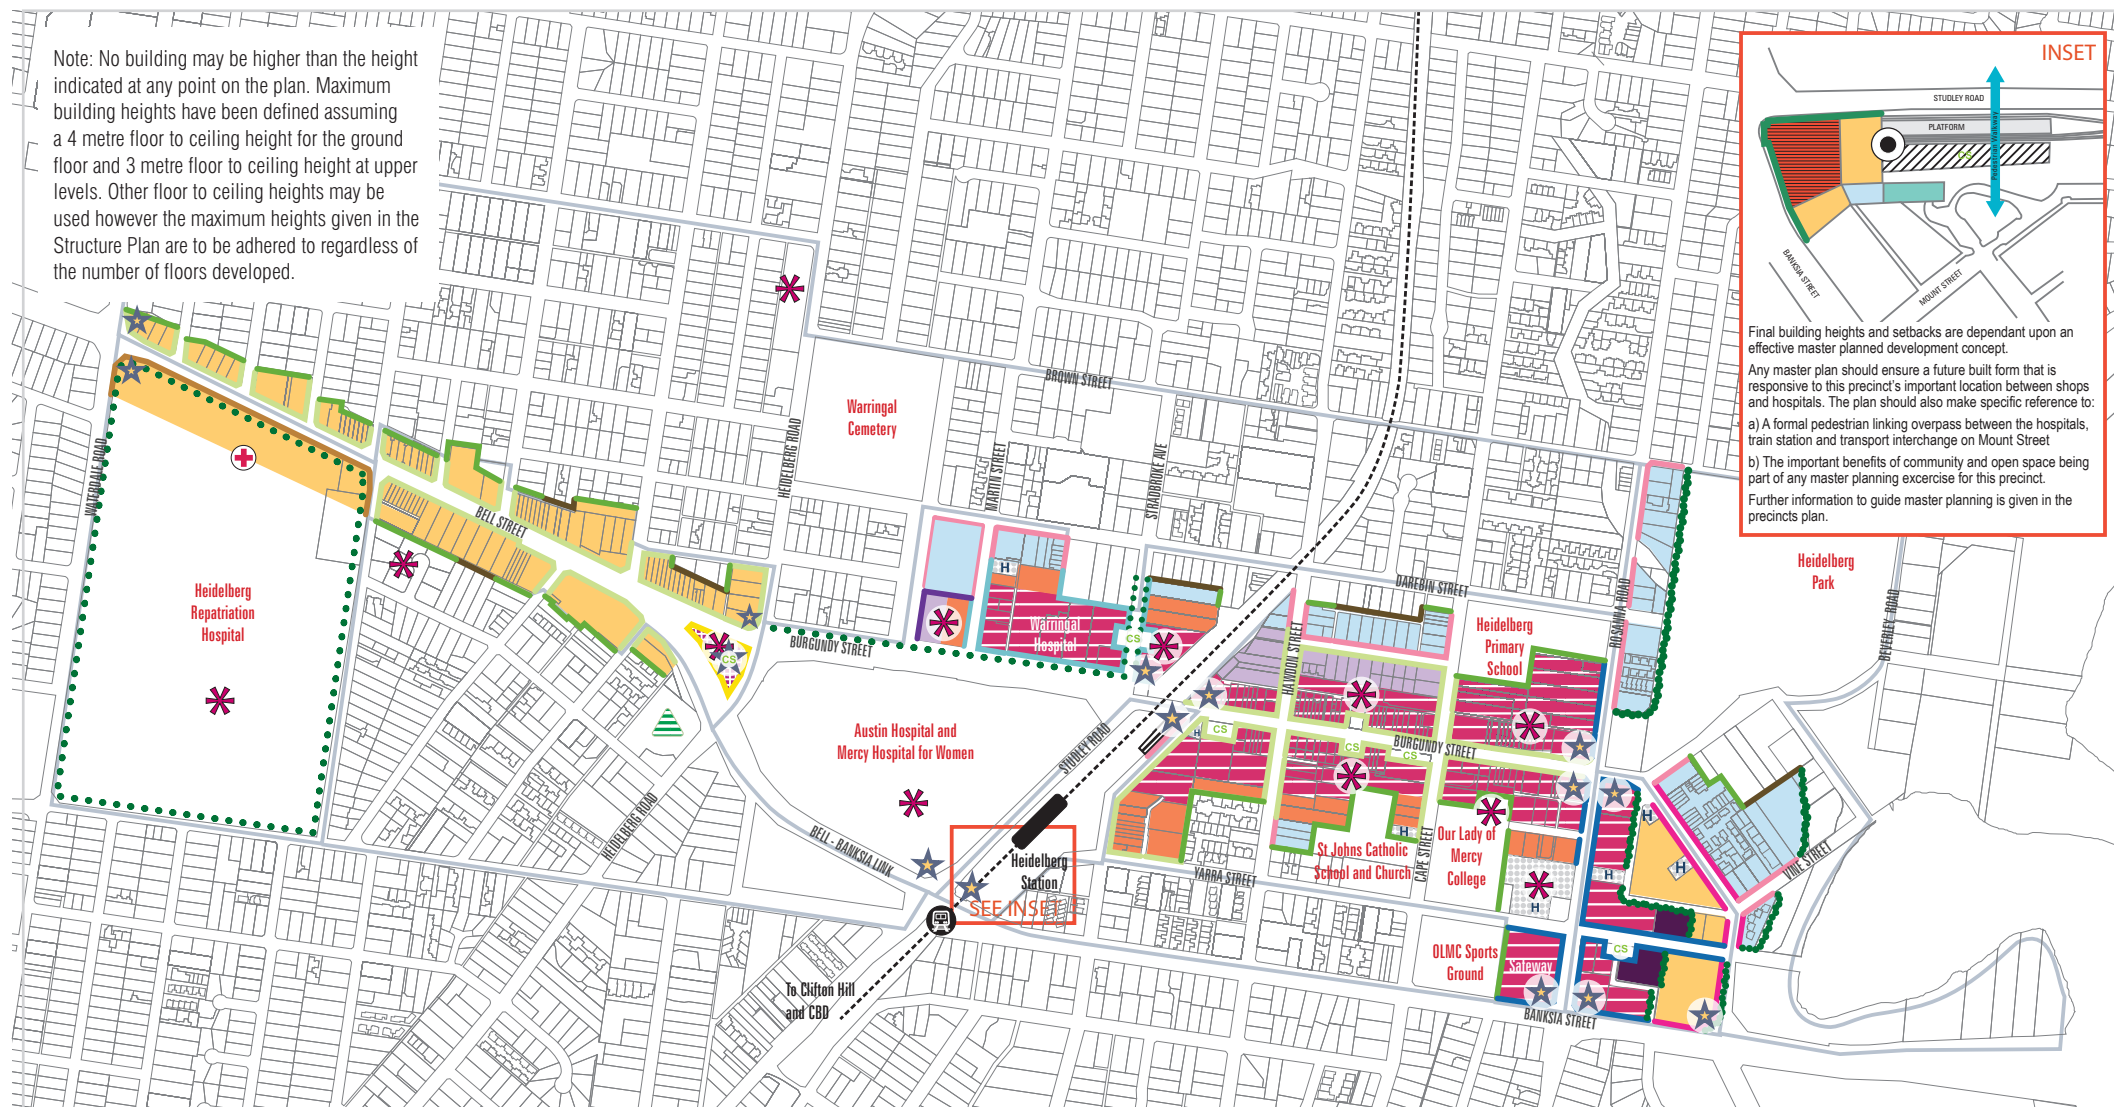 Note: No building may be higher than the height
indicated at any point on the plan. Maximum
building heights have been defined assuming
a 4 metre floor to ceiling height for the ground
floor and 3 metre floor to ceiling height at upper
levels. Other floor to ceiling heights may be
used however the maximum heights given in the
Structure Plan are to be adhered to regardless of
the number of floors developed.
INSET
STUDLEY ROAD
PLATFORM
CS
Pedestrian Walkway
BANKSIA STREET
MOUNT STREET
Final building heights and setbacks are dependant upon an
effective master planned development concept.
Any master plan should ensure a future built form that is
responsive to this precinct's important location between shops
and hospitals. The plan should also make specific reference to:
a) A formal pedestrian linking overpass between the hospitals,
train station and transport interchange on Mount Street
b) The important benefits of community and open space being
part of any master planning excercise for this precinct.
Further information to guide master planning is given in the
precincts plan.
BROWN STREET
Warringal
Cemetery
HEIDELBERG ROAD
MARTIN STREET
STRADBROKE AVE
WATERDALE ROAD
BELL STREET
Heidelberg
Repatriation
Hospital
H
DAREBIN STREET
ROSANNA ROAD
Heidelberg
Park
BEVERLEY ROAD
Warringal
Hospital
CS
BURGUNDY STREET
CS
HAWDON STREET
Heidelberg
Primary
School
Austin Hospital and
Mercy Hospital for Women
STUDLEY ROAD
H
CS
CS
CS
BURGUNDY STREET
HEIDELBERG ROAD
BELL - BANKSIA LINK
Heidelberg
Station
SEE INSET
YARRA STREET
St Johns Catholic
School and Church
H
CAPE STREET
Our Lady of
Mercy
College
H
H
H
H
VINE STREET
OLMC Sports
Ground
Safeway
CS
BANKSIA STREET
To Clifton Hill
and CBD